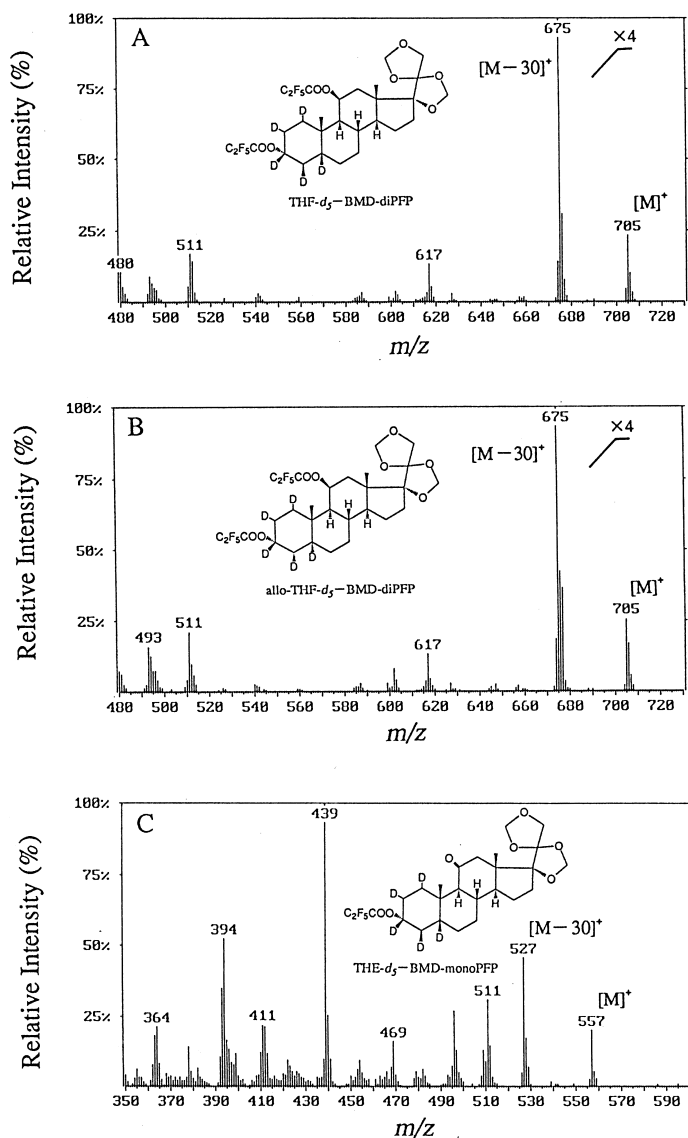 A
Relative Intensity (%)
100%
75%
50%
25%
675
×4
[M−30]⁺
[M]⁺
705
617
511
480
C₂F₅COO
C₂F₅COO
D
D
D
D
D
H
H
H
O
O
O
O
THF-d₅−BMD-diPFP
480 500 520 540 560 580 600 620 640 660 680 700 720
m/z
B
Relative Intensity (%)
100%
75%
50%
25%
675
×4
[M−30]⁺
[M]⁺
705
617
511
493
C₂F₅COO
C₂F₅COO
D
D
D
D
D
H
H
H
O
O
O
O
allo-THF-d₅−BMD-diPFP
480 500 520 540 560 580 600 620 640 660 680 700 720
m/z
C
Relative Intensity (%)
100%
75%
50%
25%
439
394
364
411
469
511
527
557
[M−30]⁺
[M]⁺
O
C₂F₅COO
D
D
D
D
D
H
H
H
O
O
O
O
THE-d₅−BMD-monoPFP
350 370 390 410 430 450 470 490 510 530 550 570 590
m/z